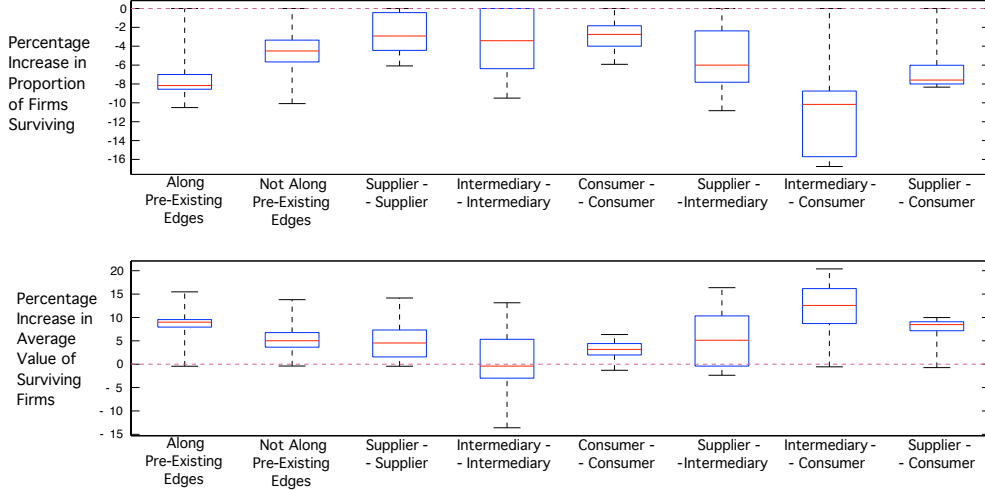 Percentage
Increase in
Proportion
of Firms
Surviving
0
-2
-4
-6
-8
-10
-12
-14
-16
Along
Pre-Existing
Edges
Not Along
Pre-Existing
Edges
Supplier -
- Supplier
Intermediary -
- Intermediary
Consumer -
- Consumer
Supplier -
-Intermediary
Intermediary -
- Consumer
Supplier -
- Consumer
Percentage
Increase in
Average
Value of
Surviving
Firms
20
15
10
5
0
- 5
- 10
- 15
Along
Pre-Existing
Edges
Not Along
Pre-Existing
Edges
Supplier -
- Supplier
Intermediary -
- Intermediary
Consumer -
- Consumer
Supplier -
-Intermediary
Intermediary -
- Consumer
Supplier -
- Consumer